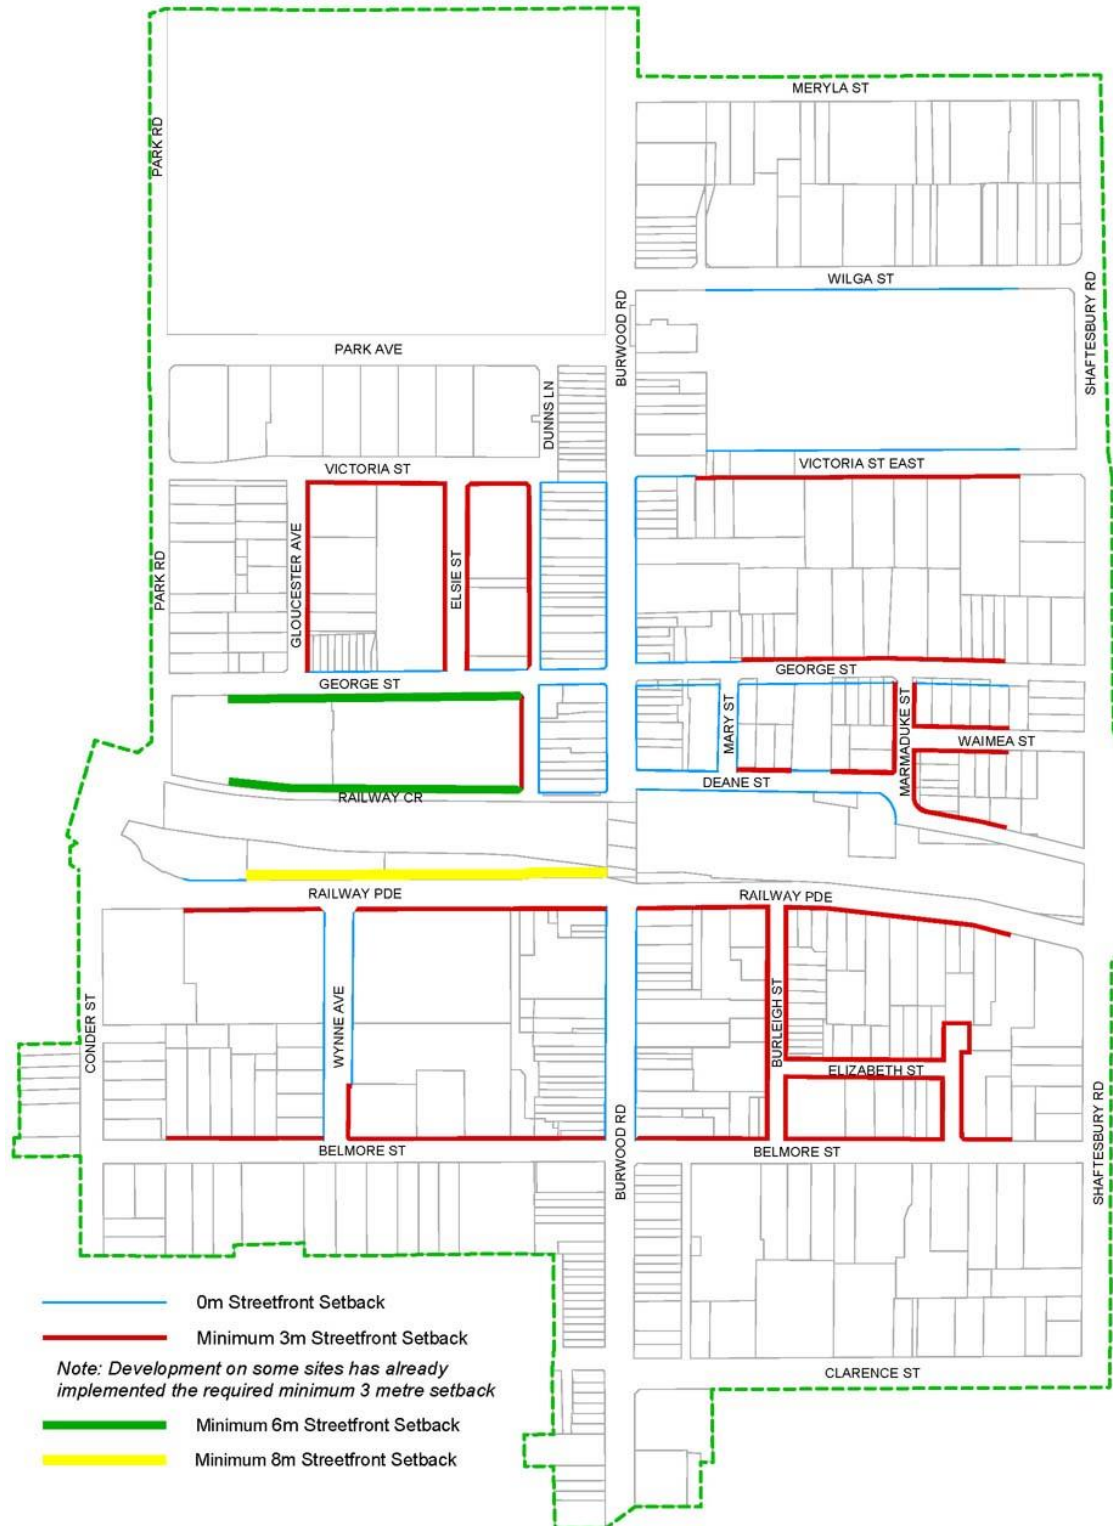 MERYLA ST
PARK RD
WILGA ST
BURWOOD RD
SHAFTESBURY RD
PARK AVE
DUNNS LN
VICTORIA ST
VICTORIA ST EAST
PARK RD
GLOUCESTER AVE
ELSIE ST
GEORGE ST
GEORGE ST
MARY ST
MARMADUKE ST
WAIMEA ST
DEANE ST
RAILWAY CR
RAILWAY PDE
RAILWAY PDE
CONDER ST
WYNNE AVE
BURLEIGH ST
ELIZABETH ST
BURWOOD RD
SHAFTESBURY RD
BELMORE ST
BELMORE ST
CLARENCE ST
0m Streetfront Setback
Minimum 3m Streetfront Setback
Note: Development on some sites has already
implemented the required minimum 3 metre setback
Minimum 6m Streetfront Setback
Minimum 8m Streetfront Setback